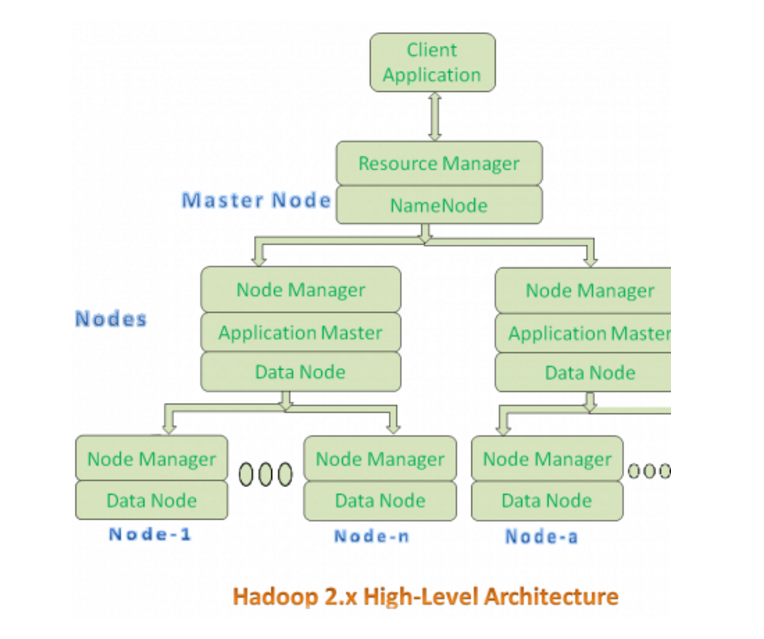 Client
Application
Resource Manager
Master Node
NameNode
Node Manager
Node Manager
Nodes
Application Master
Application Master
Data Node
Data Node
Node Manager
Node Manager
Node Manager
Data Node
Data Node
Data Node
Node-1
Node-n
Node-a
Hadoop 2.x High-Level Architecture